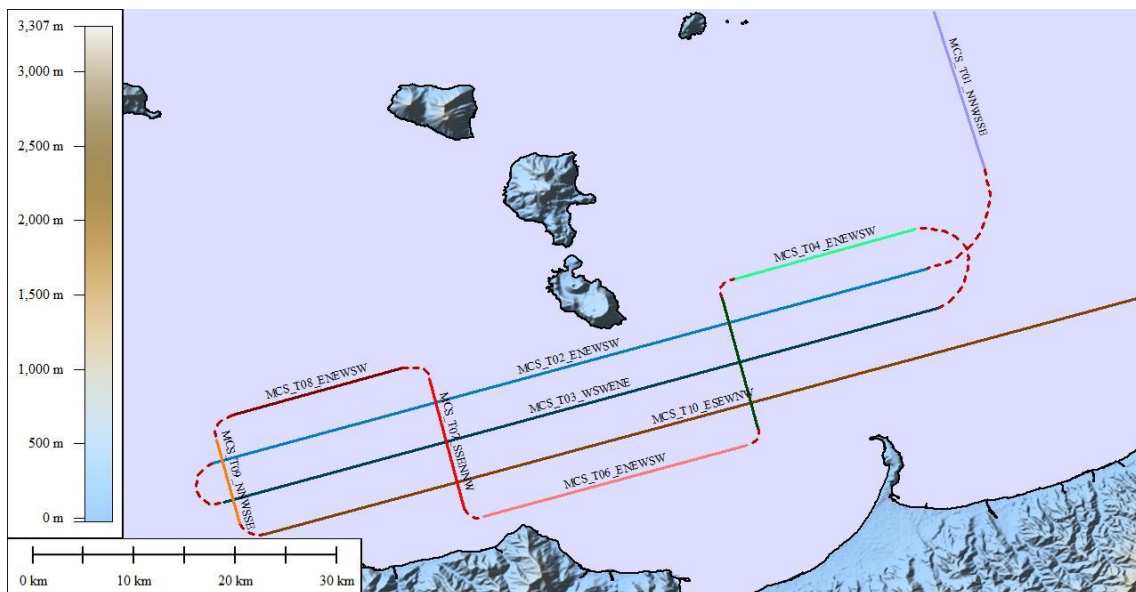 3,307 m
3,000 m
2,500 m
2,000 m
1,500 m
1,000 m
500 m
0 m
MCS_T01_NNWSSE
MCS_T04_ENEWSW
MCS_T02_ENEWSW
MCS_T08_ENEWSW
MCS_T03_WSWENE
MCS_T10_ESEWNW
MCS_T07_SSENNW
MCS_T09_NNWSSE
MCS_T06_ENEWSW
0 km
10 km
20 km
30 km